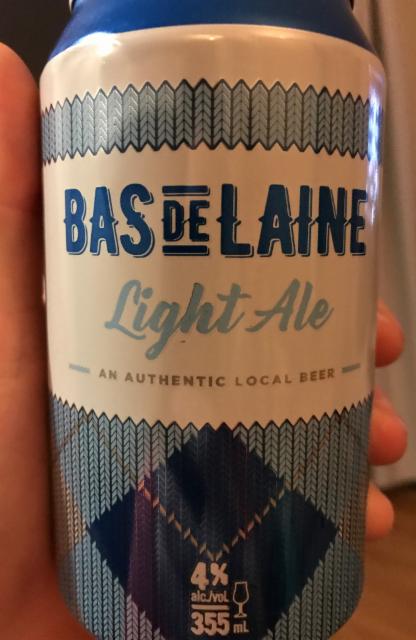 BAS DE LAINE
Light Ale
AN AUTHENTIC LOCAL BEER
4%
alc./vol.
355 mL